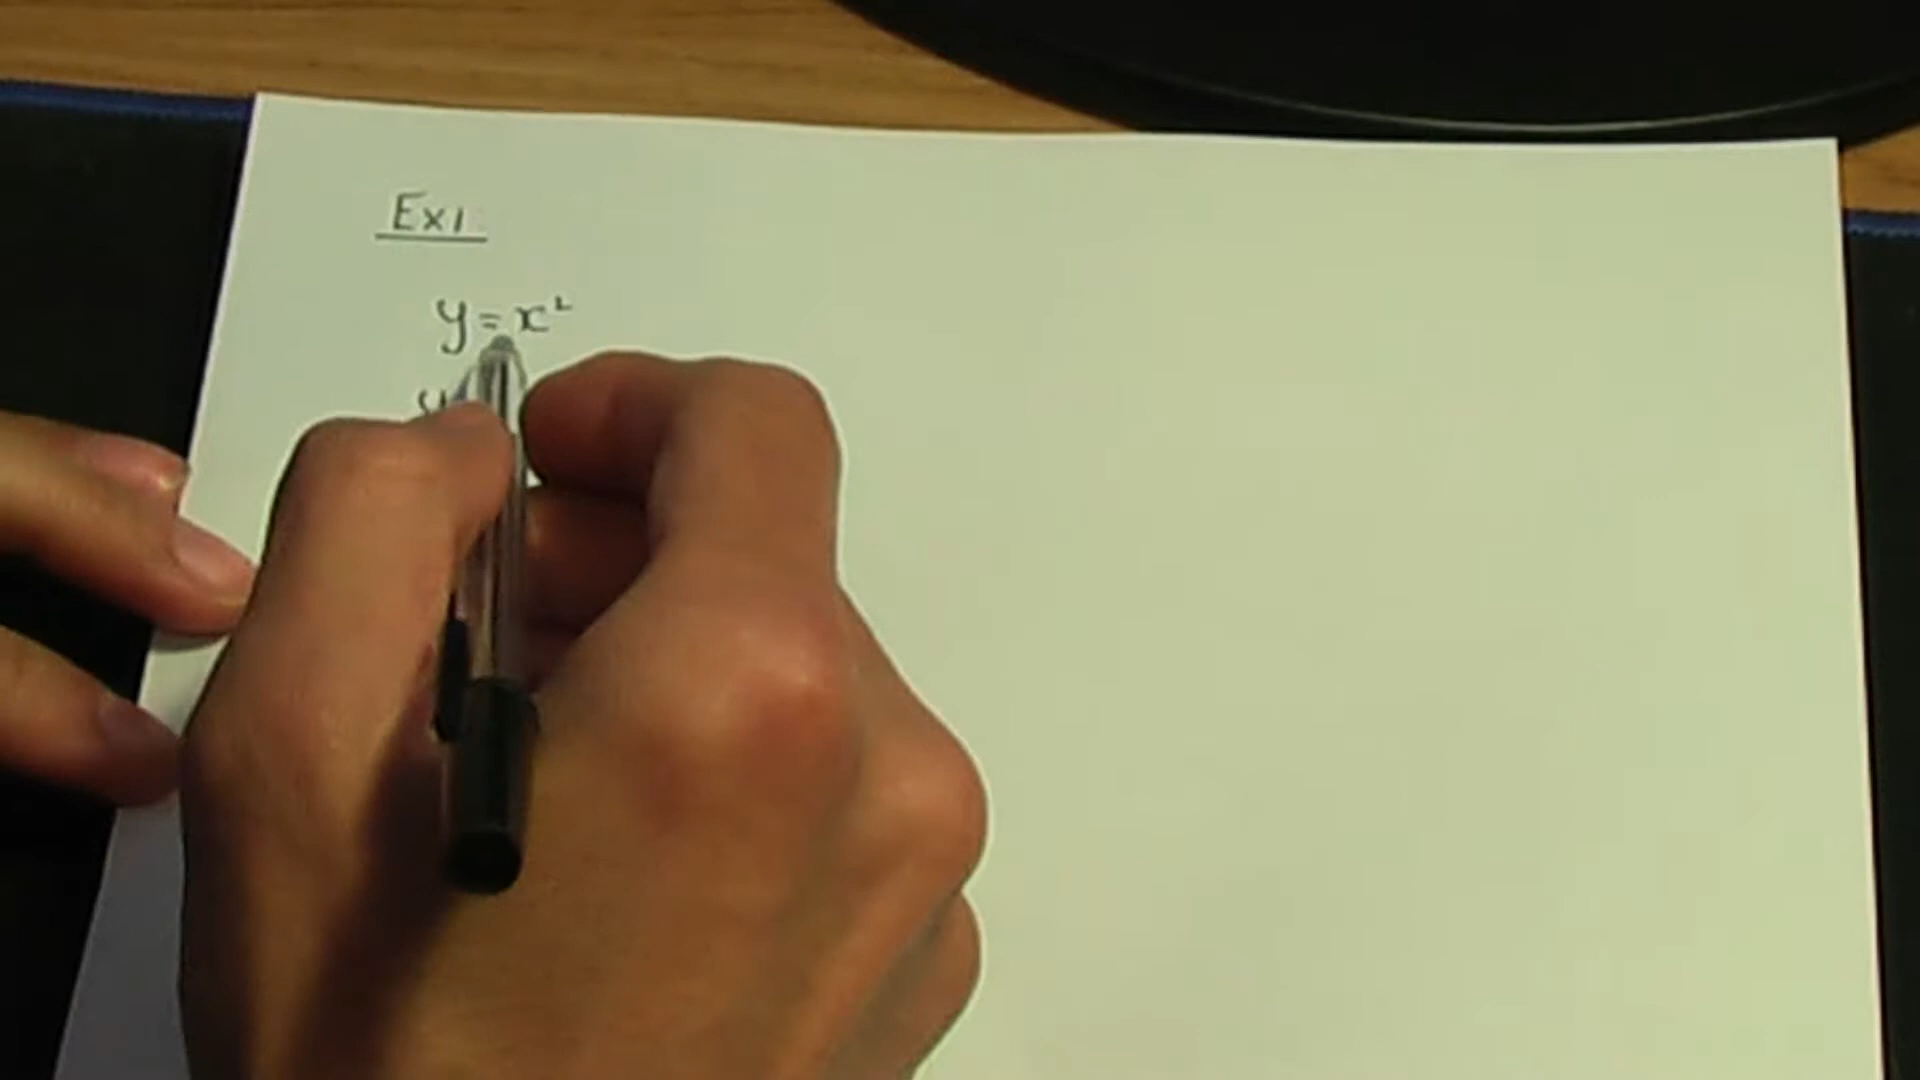 Ex1
y = x²
y